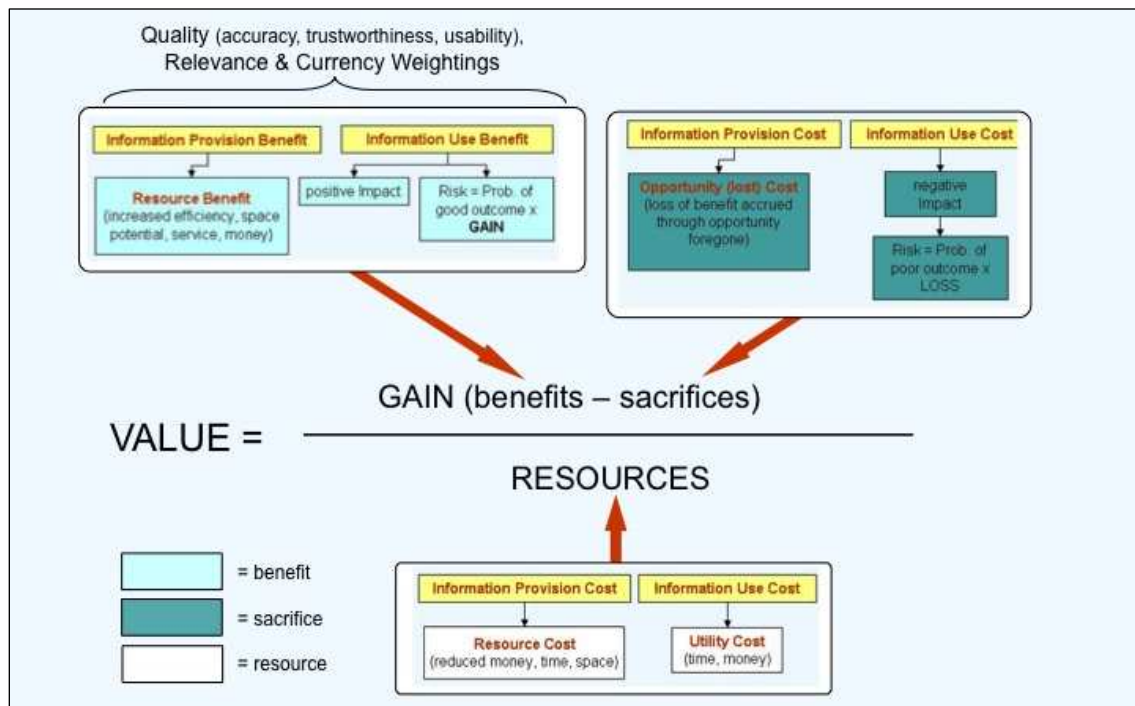 Quality (accuracy, trustworthiness, usability),
Relevance & Currency Weightings
Information Provision Benefit
Resource Benefit
(increased efficiency, space
potential, service, money)
Information Use Benefit
positive Impact
Risk = Prob. of
good outcome x
GAIN
Information Provision Cost
Opportunity (lost) Cost
(loss of benefit accrued
through opportunity
foregone)
Information Use Cost
negative
Impact
Risk = Prob. of
poor outcome x
LOSS
GAIN (benefits – sacrifices)
VALUE =
RESOURCES
Information Provision Cost
Resource Cost
(reduced money, time, space)
Information Use Cost
Utility Cost
(time, money)
= benefit
= sacrifice
= resource